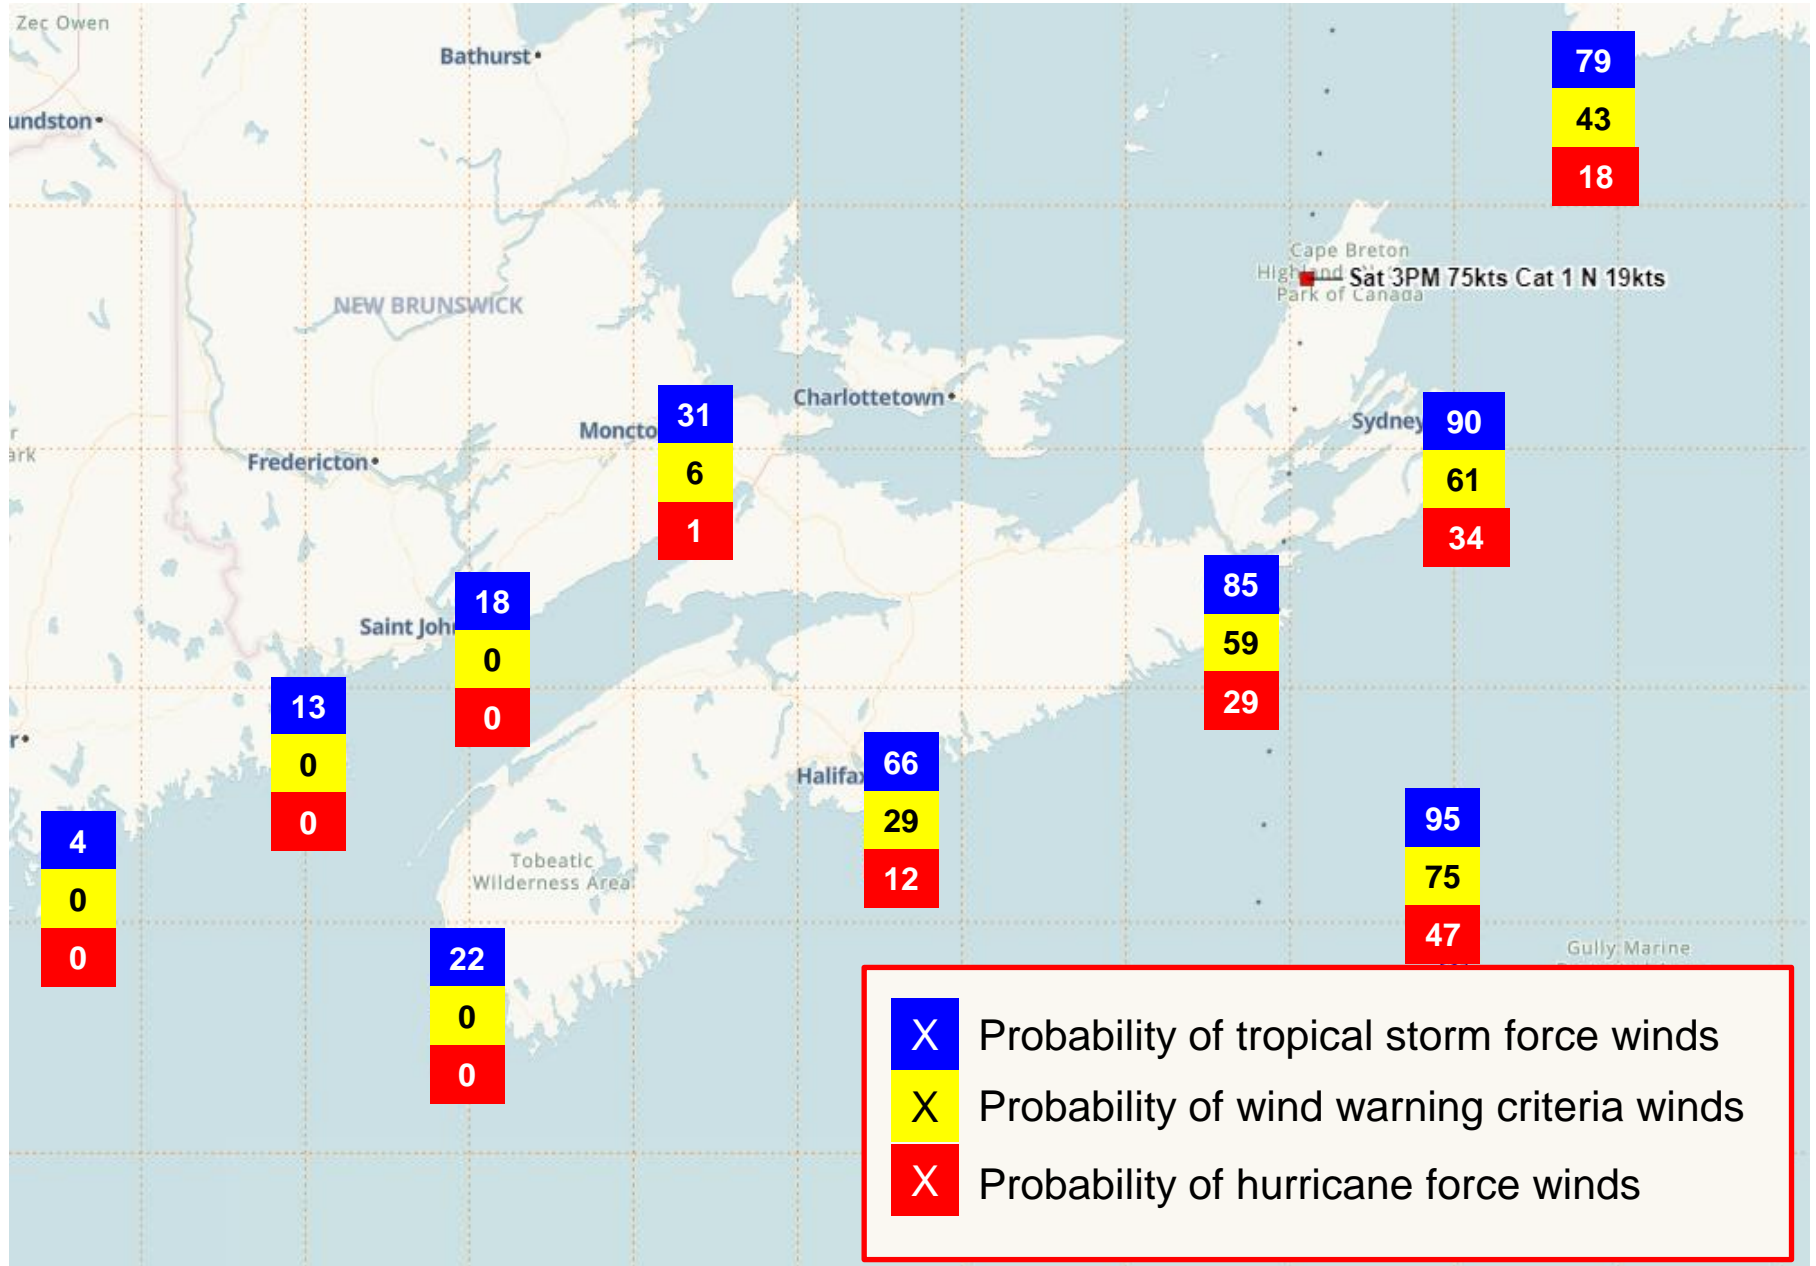 Zec Owen
Bathurst
79
43
18
undston
Cape Breton
Sat 3PM 75kts Cat 1 N 19kts
Park of Canada
NEW BRUNSWICK
Charlottetown
Moncto
31
6
1
Sydney
90
61
34
r
ark
Fredericton
85
59
29
18
0
0
Saint Joh
13
0
0
r
Halifax
66
29
12
95
75
47
4
0
0
Tobeatic
Wilderness Area
22
0
0
Gully Marine
X Probability of tropical storm force winds
X Probability of wind warning criteria winds
X Probability of hurricane force winds